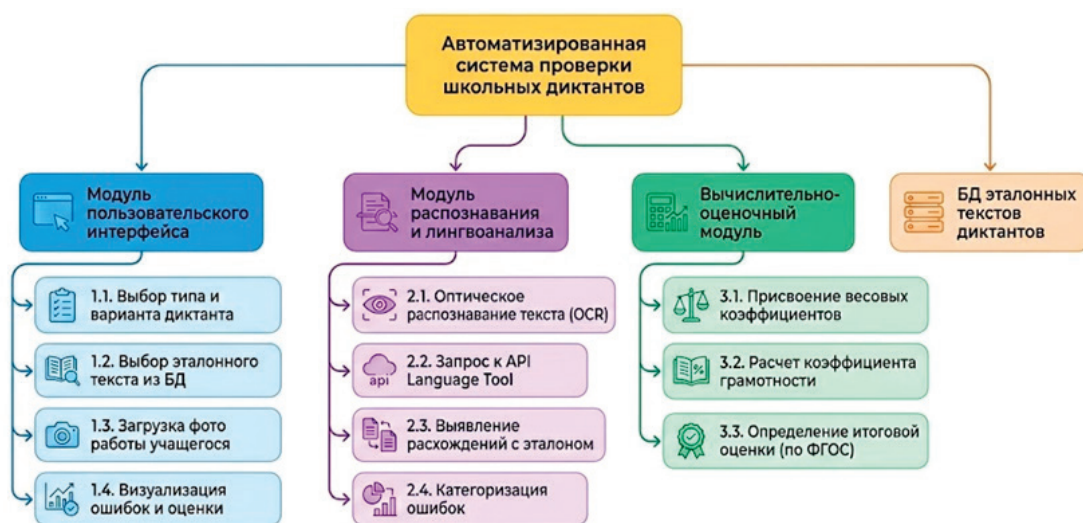 Автоматизированная
система проверки
школьных диктантов
Модуль
пользовательского
интерфейса
1.1. Выбор типа и
варианта диктанта
1.2. Выбор эталонного
текста из БД
1.3. Загрузка фото
работы учащегося
1.4. Визуализация
ошибок и оценки
Модуль
распознавания
и лингвоанализа
2.1. Оптическое
распознавание текста (OCR)
api
2.2. Запрос к API
Language Tool
2.3. Выявление
расхождений с эталоном
2.4. Категоризация
ошибок
Вычислительно-
оценочный
модуль
3.1. Присвоение весовых
коэффициентов
%
3.2. Расчет коэффициента
грамотности
3.3. Определение итоговой
оценки (по ФГОС)
БД эталонных
текстов
диктантов